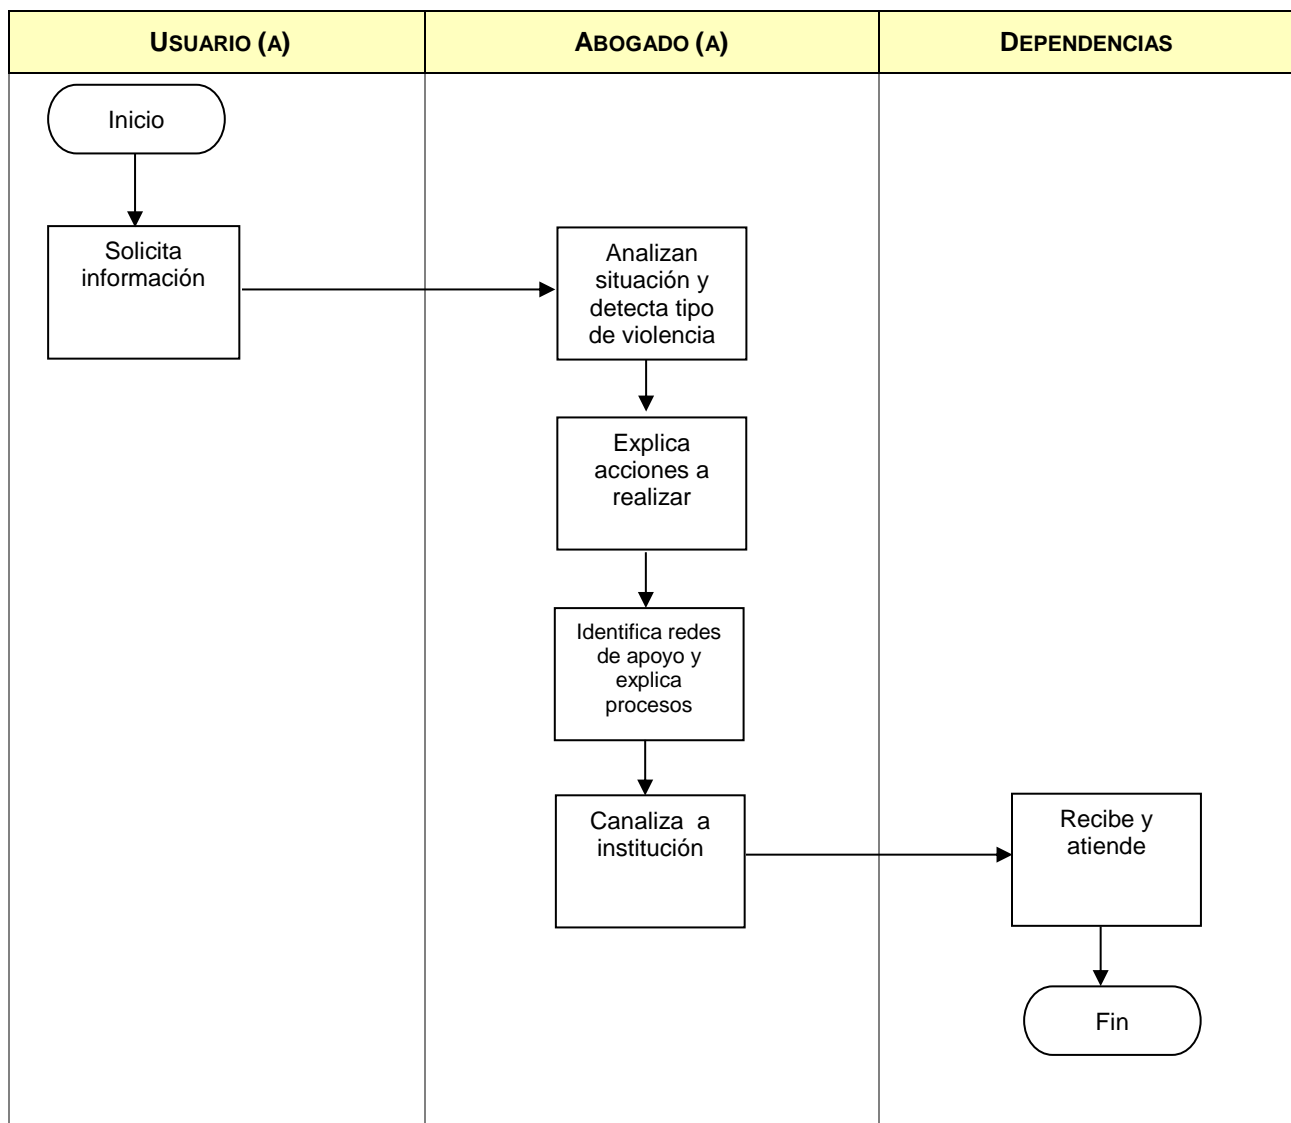 USUARIO (A)
ABOGADO (A)
DEPENDENCIAS
Inicio
Solicita
información
Analizan
situación y
detecta tipo
de violencia
Explica
acciones a
realizar
Identifica redes
de apoyo y
explica
procesos
Canaliza  a
institución
Recibe y
atiende
Fin